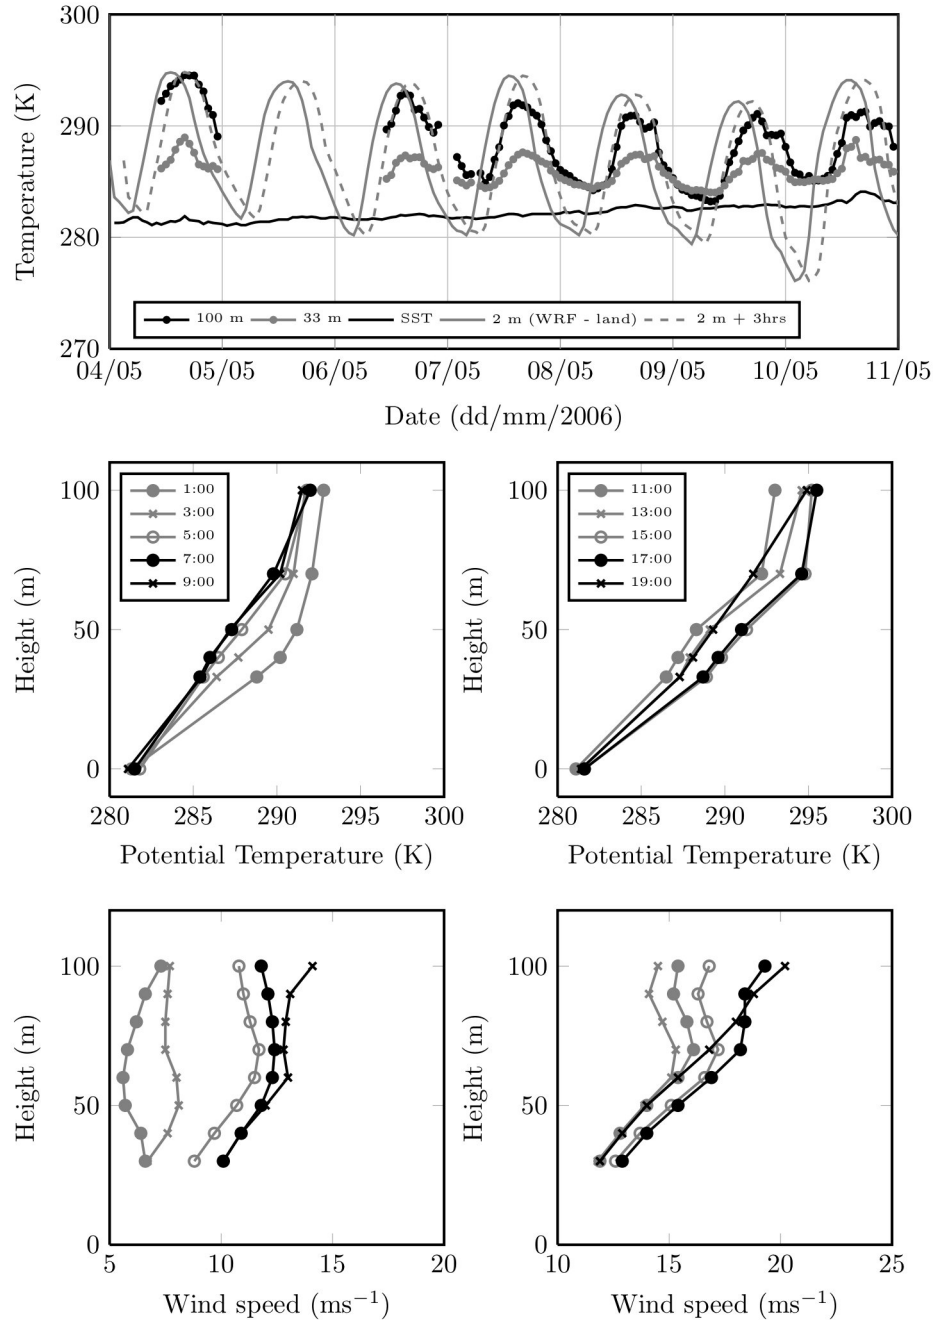 300
290
280
270
Temperature (K)
100 m 33 m SST 2 m (WRF - land) 2 m + 3hrs
04/05 05/05 06/05 07/05 08/05 09/05 10/05 11/05
Date (dd/mm/2006)
100
50
0
Height (m)
1:00
3:00
5:00
7:00
9:00
280 285 290 295 300
Potential Temperature (K)
100
50
0
Height (m)
11:00
13:00
15:00
17:00
19:00
280 285 290 295 300
Potential Temperature (K)
100
50
0
Height (m)
5 10 15 20
Wind speed (ms⁻¹)
100
50
0
Height (m)
10 15 20 25
Wind speed (ms⁻¹)